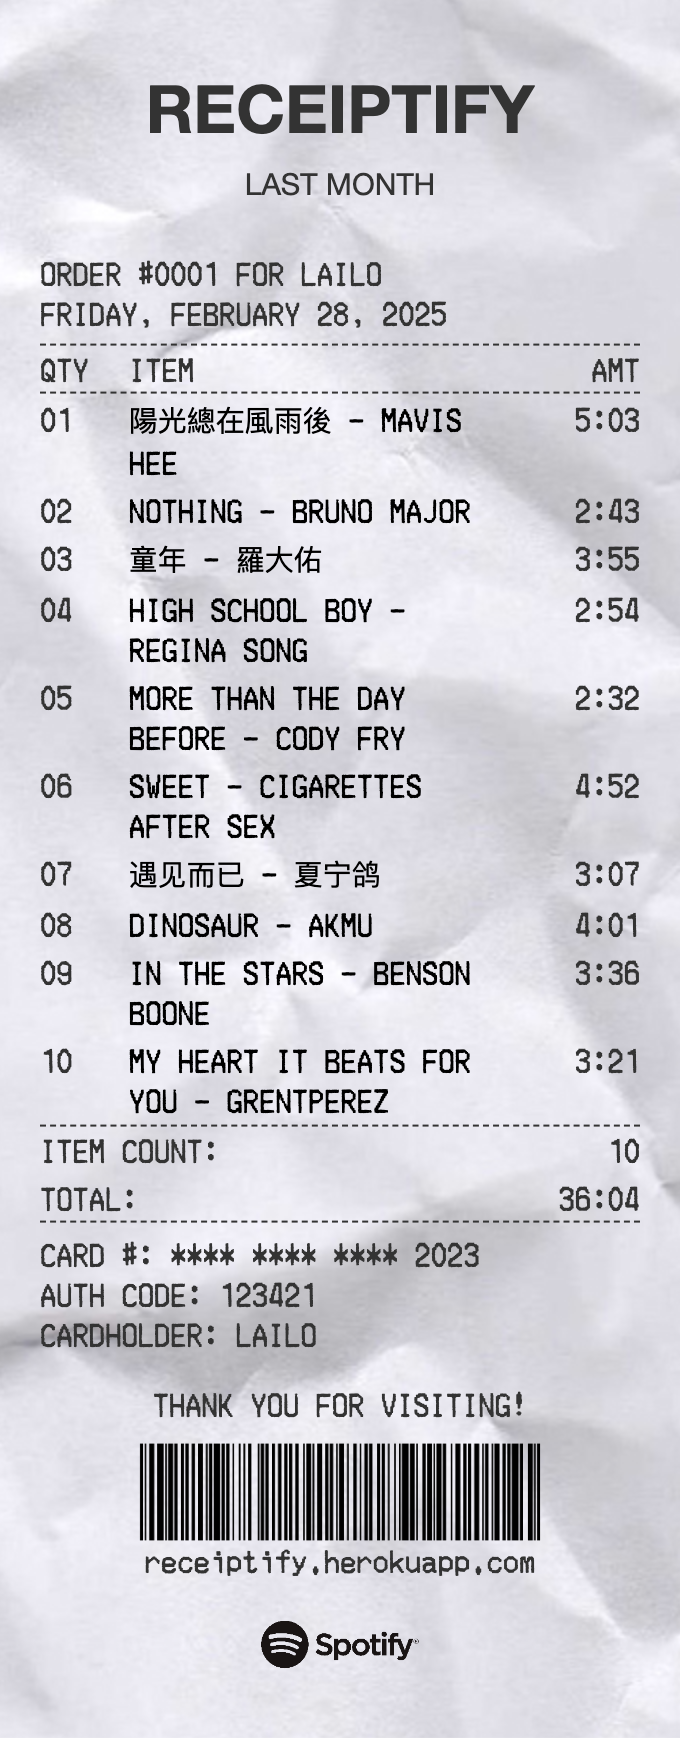 RECEIPTIFY
LAST MONTH
ORDER #0001 FOR LAILO
FRIDAY, FEBRUARY 28, 2025
QTY ITEM AMT
01 陽光總在風雨後 - MAVIS 5:03
HEE
02 NOTHING - BRUNO MAJOR 2:43
03 童年 - 羅大佑 3:55
04 HIGH SCHOOL BOY - 2:54
REGINA SONG
05 MORE THAN THE DAY 2:32
BEFORE - CODY FRY
06 SWEET - CIGARETTES 4:52
AFTER SEX
07 遇见而已 - 夏宁鸽 3:07
08 DINOSAUR - AKMU 4:01
09 IN THE STARS - BENSON 3:36
BOONE
10 MY HEART IT BEATS FOR 3:21
YOU - GRENTPEREZ
ITEM COUNT: 10
TOTAL: 36:04
CARD #: **** **** **** 2023
AUTH CODE: 123421
CARDHOLDER: LAILO
THANK YOU FOR VISITING!
receiptify.herokuapp.com
Spotify